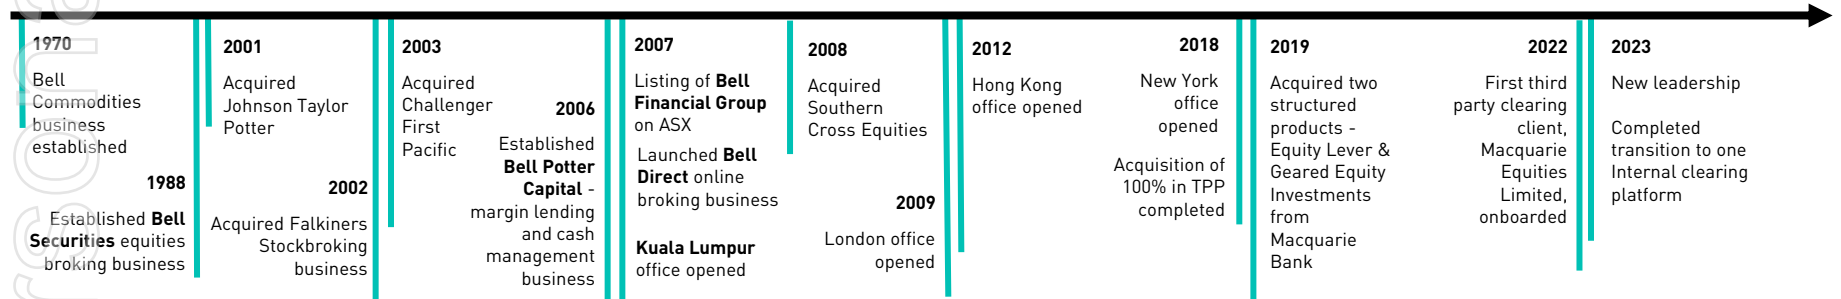 1970
Bell
Commodities
business
established
1988
Established Bell
Securities equities
broking business
2001
Acquired
Johnson Taylor
Potter
2002
Acquired Falkiners
Stockbroking
business
2003
Acquired
Challenger
First
Pacific
2006
Established
Bell Potter
Capital -
margin lending
and cash
management
business
2007
Listing of Bell
Financial Group
on ASX
Launched Bell
Direct online
broking business
Kuala Lumpur
office opened
2008
Acquired
Southern
Cross Equities
2009
London office
opened
2012
Hong Kong
office opened
2018
New York
office
opened
Acquisition of
100% in TPP
completed
2019
Acquired two
structured
products -
Equity Lever &
Geared Equity
Investments
from
Macquarie
Bank
2022
First third
party clearing
client,
Macquarie
Equities
Limited,
onboarded
2023
New leadership
Completed
transition to one
Internal clearing
platform